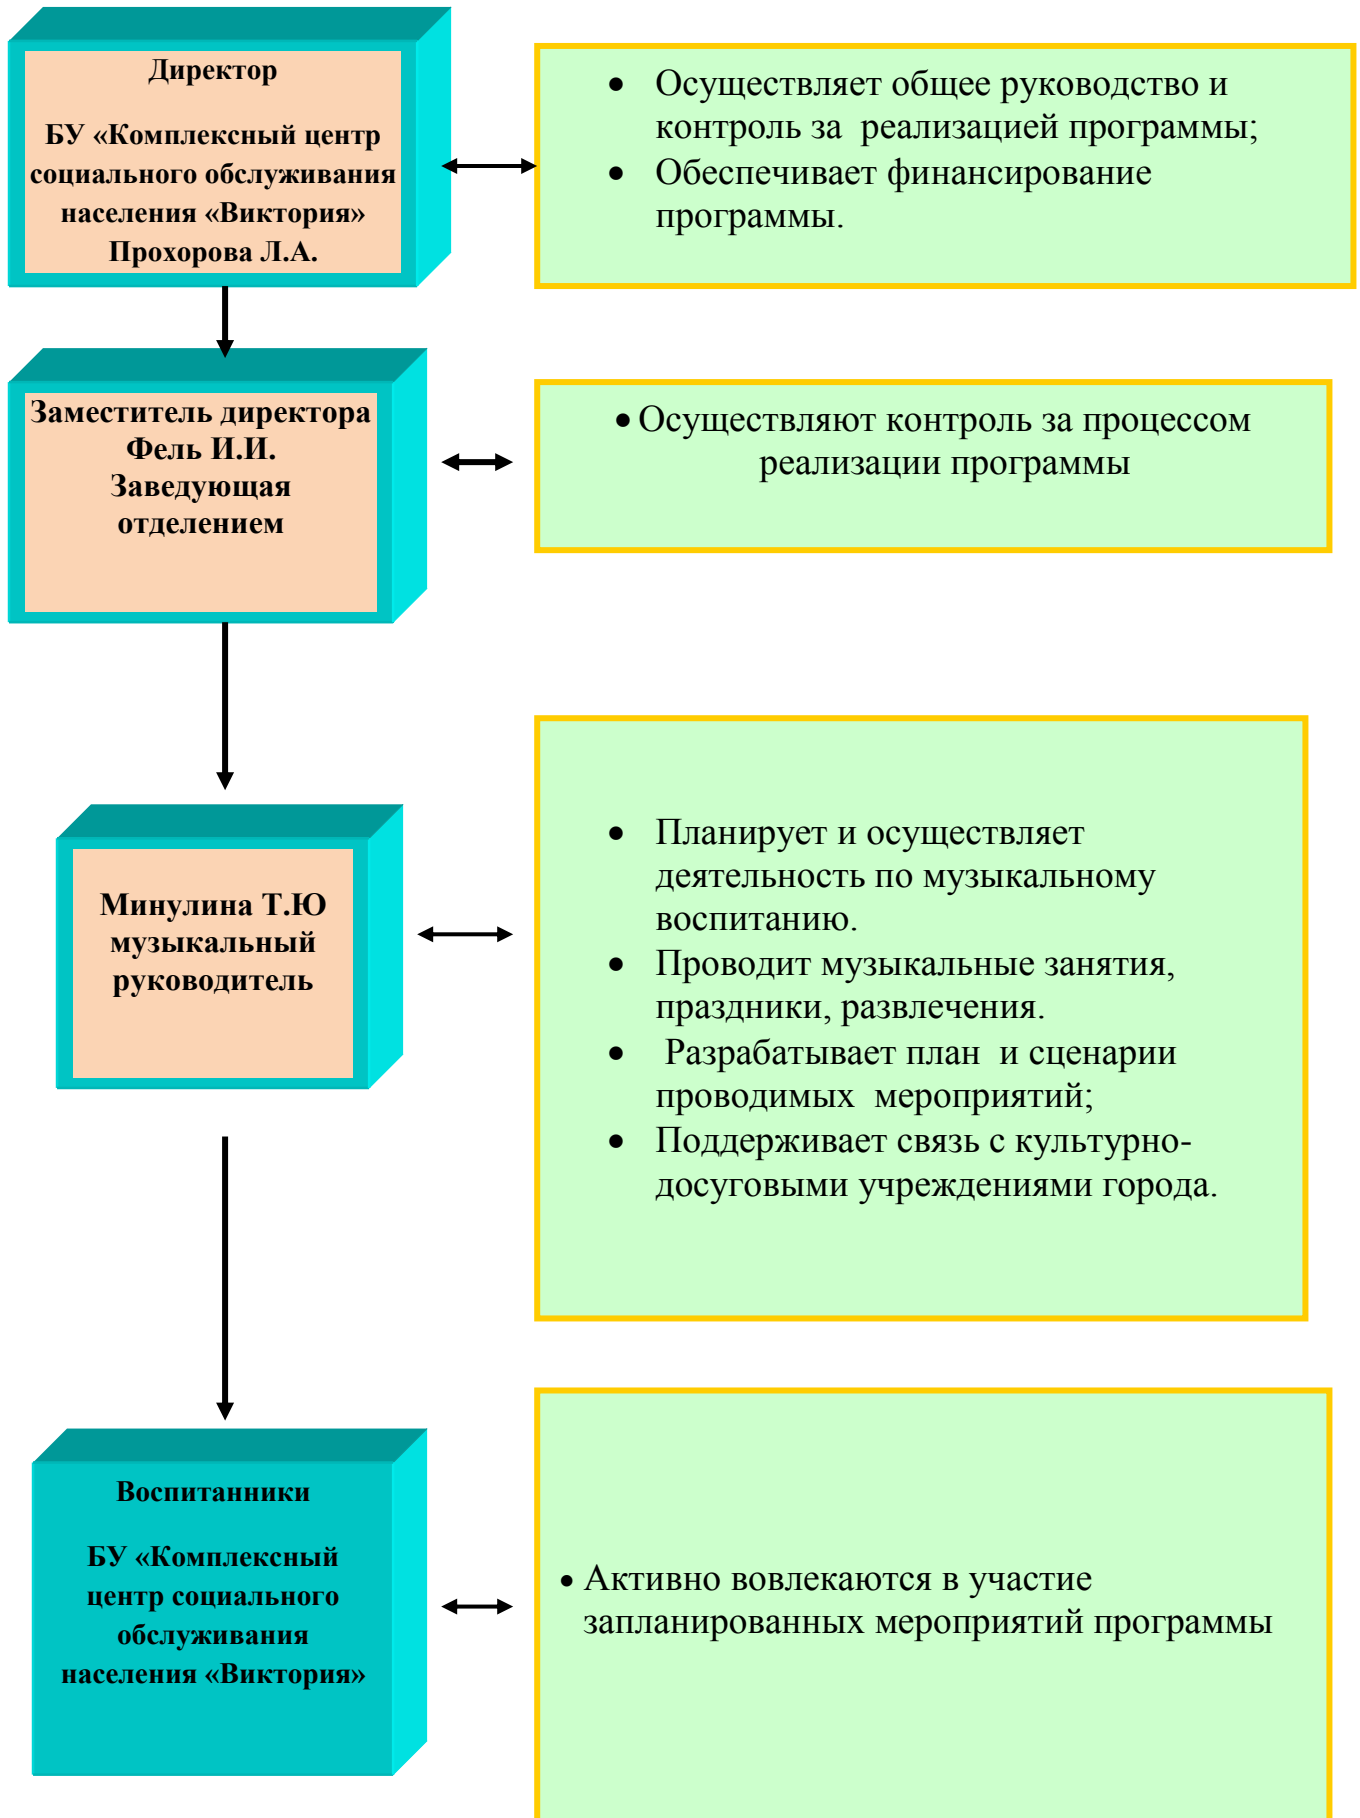 Директор
БУ «Комплексный центр
социального обслуживания
населения «Виктория»
Прохорова Л.А.
• Осуществляет общее руководство и
контроль за реализацией программы;
• Обеспечивает финансирование
программы.
Заместитель директора
Фель И.И.
Заведующая
отделением
• Осуществляют контроль за процессом
реализации программы
Минулина Т.Ю
музыкальный
руководитель
• Планирует и осуществляет
деятельность по музыкальному
воспитанию.
• Проводит музыкальные занятия,
праздники, развлечения.
• Разрабатывает план и сценарии
проводимых мероприятий;
• Поддерживает связь с культурно-
досуговыми учреждениями города.
Воспитанники
БУ «Комплексный
центр социального
обслуживания
населения «Виктория»
• Активно вовлекаются в участие
запланированных мероприятий программы